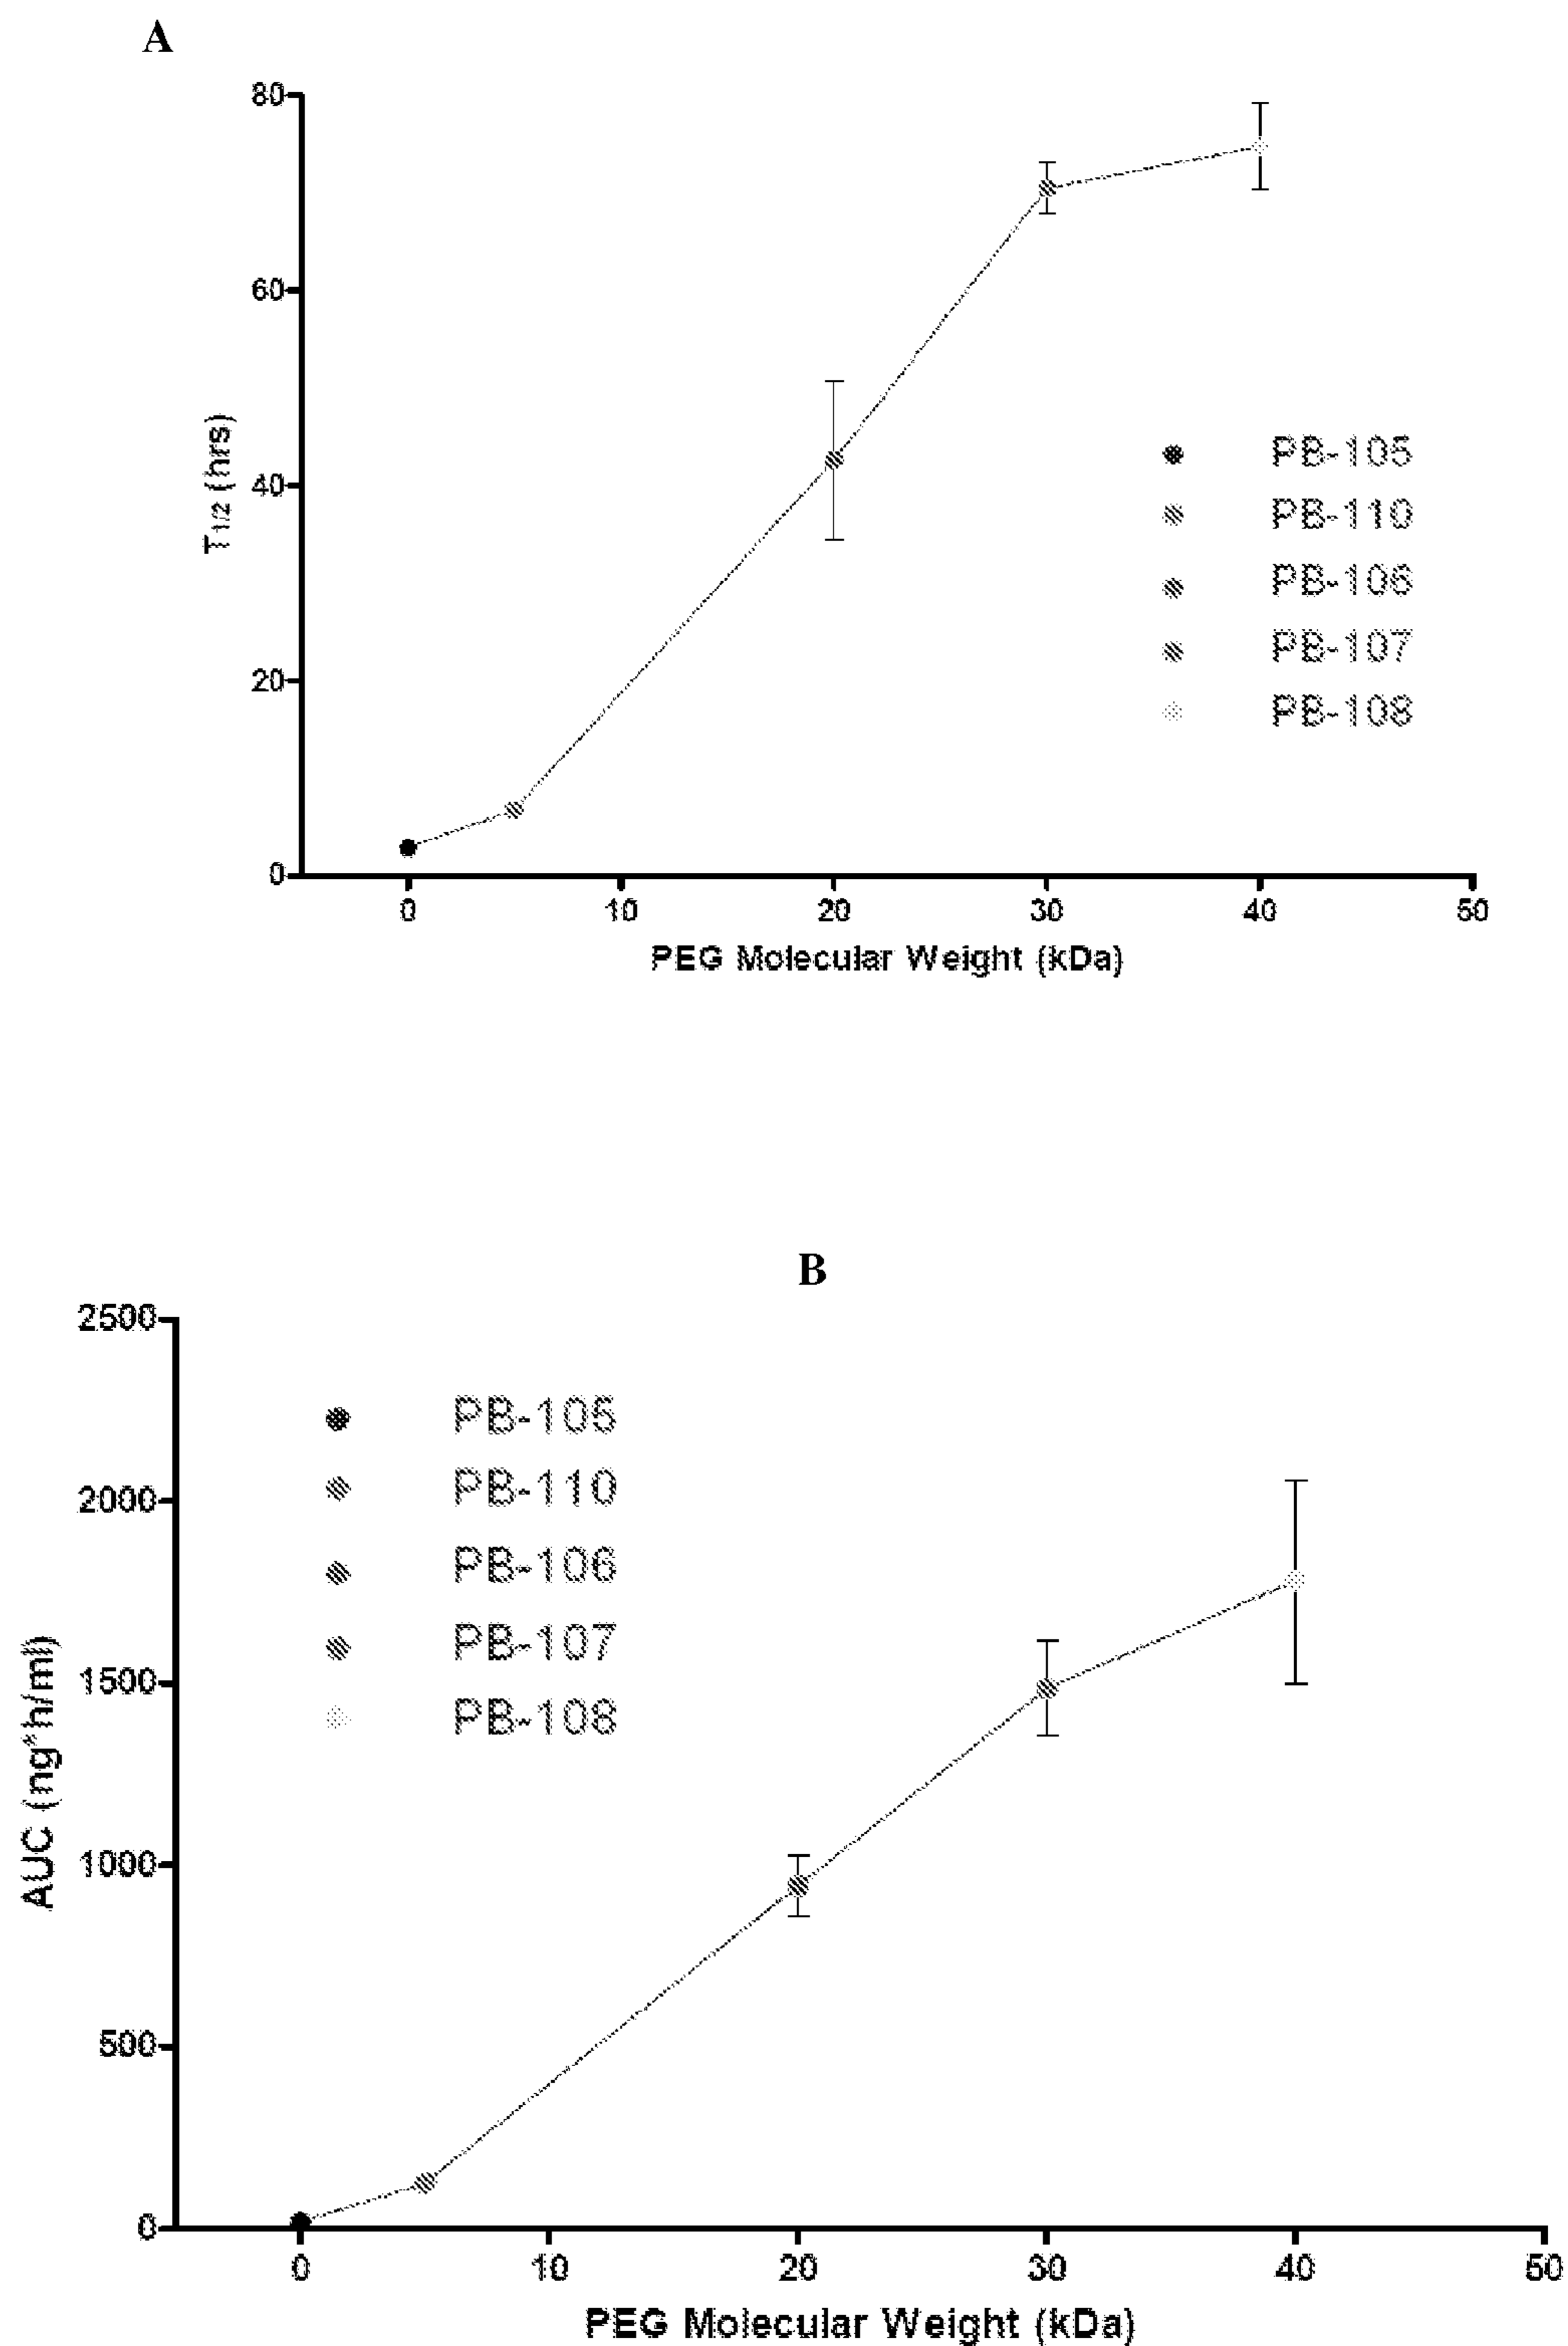 A
80
60
40
20
0
T1/2 (hrs)
PB-105
PB-110
PB-106
PB-107
PB-108
0 10 20 30 40 50
PEG Molecular Weight (kDa)
B
2500
2000
1500
1000
500
0
AUC (ng*h/ml)
PB-105
PB-110
PB-106
PB-107
PB-108
0 10 20 30 40 50
PEG Molecular Weight (kDa)